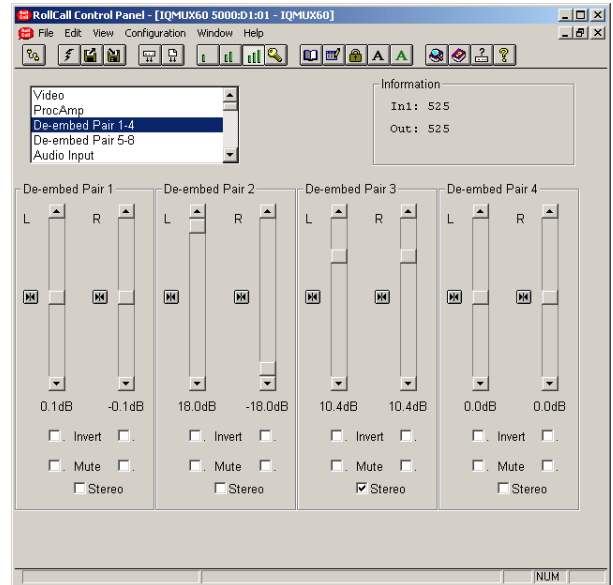 RollCall Control Panel - [IQMUX60 5000:D1:01 - IQMUX60]
File Edit View Configuration Window Help
A A
Video
ProcAmp
De-embed Pair 1-4
De-embed Pair 5-8
Audio Input
Information
In1: 525
Out: 525
De-embed Pair 1 De-embed Pair 2 De-embed Pair 3 De-embed Pair 4
L R L R L R L R
0.1dB -0.1dB 18.0dB -18.0dB 10.4dB 10.4dB 0.0dB 0.0dB
. Invert . . Invert . . Invert . . Invert .
. Mute . . Mute . . Mute . . Mute .
Stereo Stereo Stereo Stereo
NUM